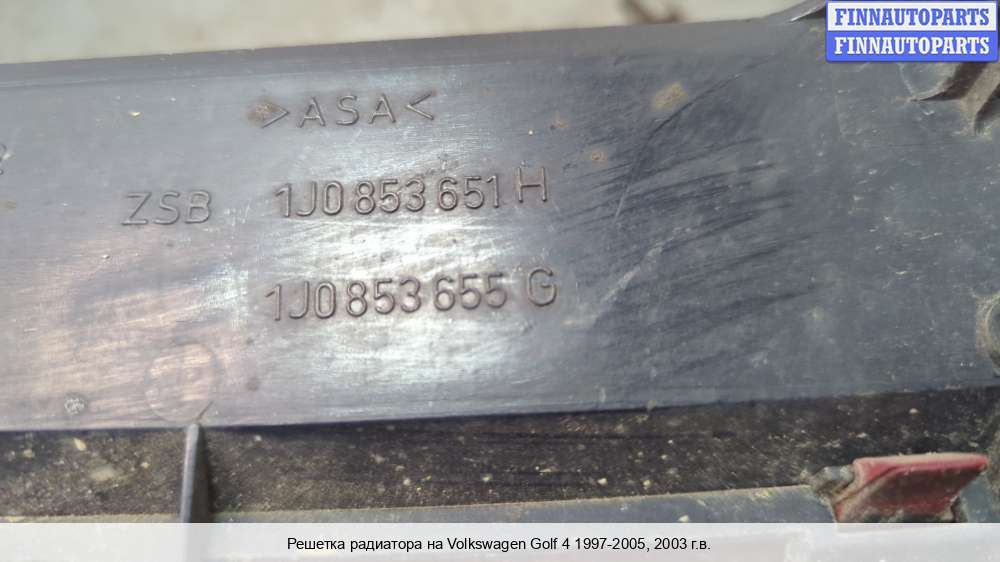 FINNAUTOPARTS
FINNAUTOPARTS
>ASA<
ZSB 1J0 853 651 H
1J0 853 655 G
Решетка радиатора на Volkswagen Golf 4 1997-2005, 2003 г.в.